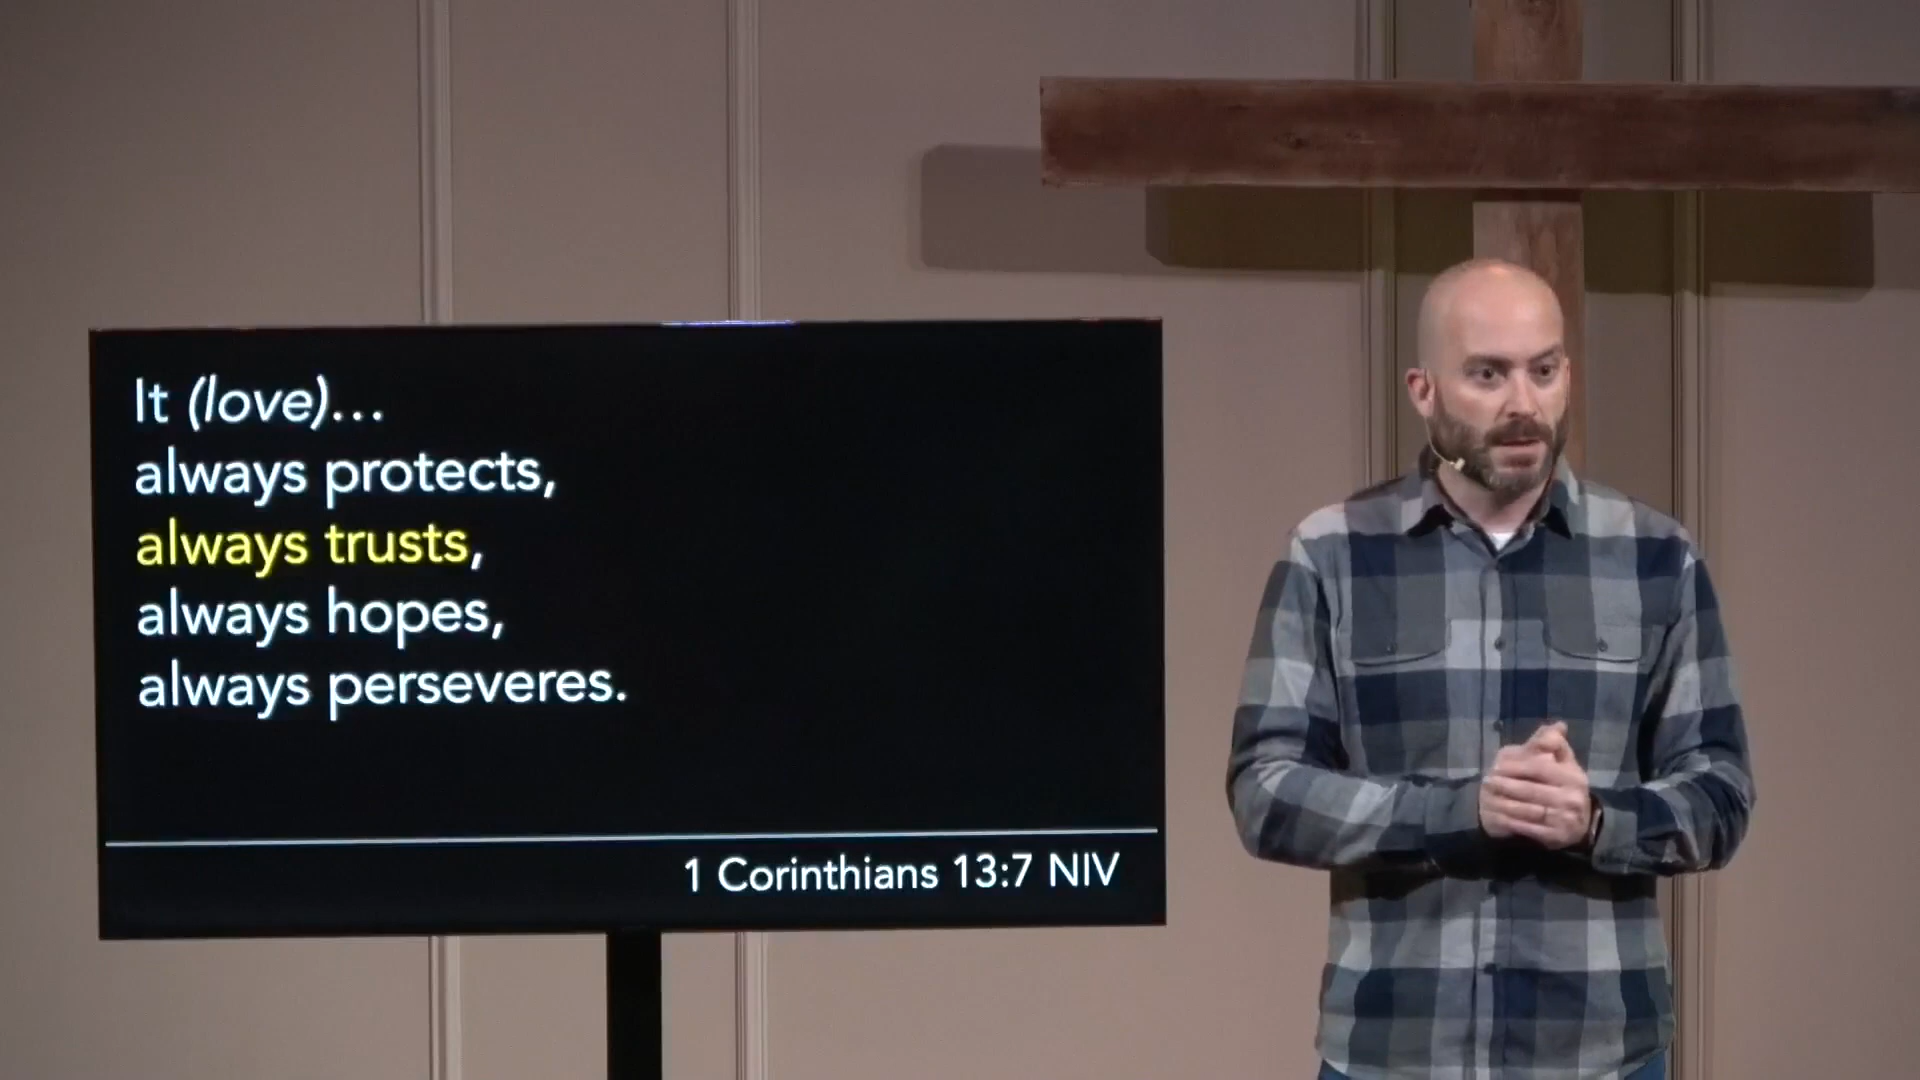 It (love)...
always protects,
always trusts,
always hopes,
always perseveres.
1 Corinthians 13:7 NIV